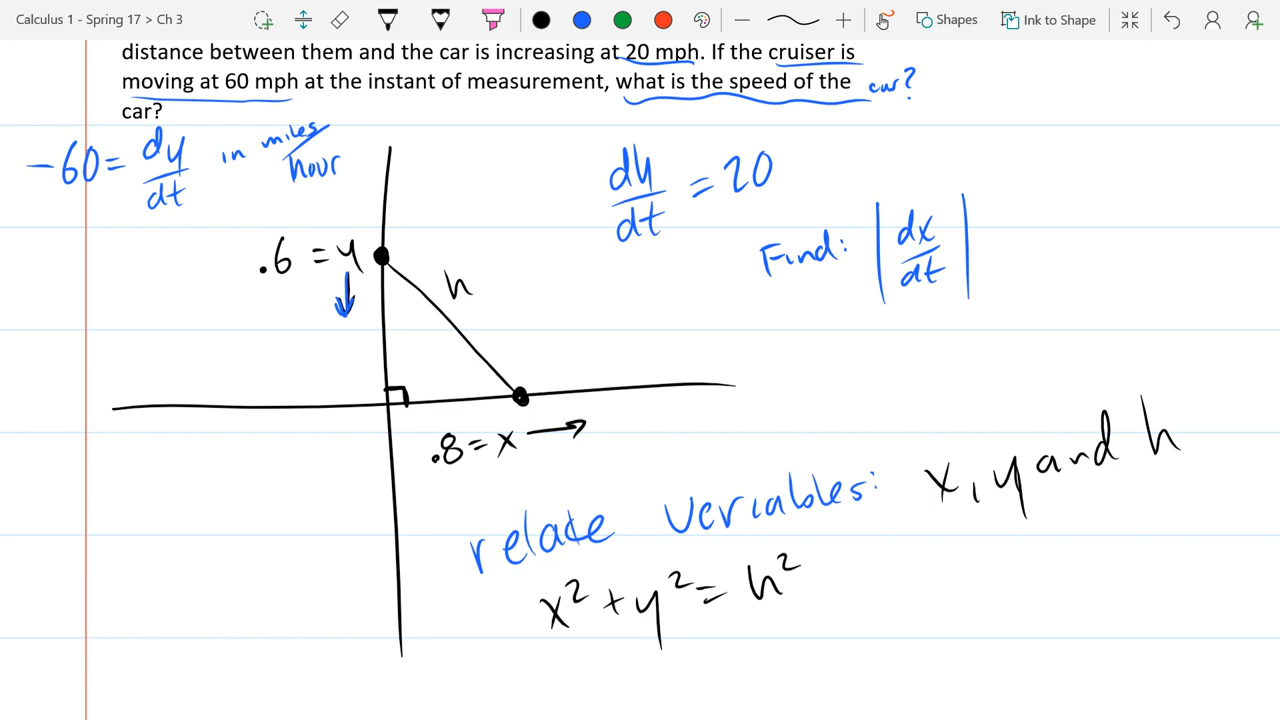 Calculus 1 - Spring 17 > Ch 3
Shapes
Ink to Shape
distance between them and the car is increasing at 20 mph. If the cruiser is
moving at 60 mph at the instant of measurement, what is the speed of the car?
car?
-60 = dy/dt in miles/hour
dh/dt = 20
Find: |dx/dt|
.6 = y
h
.8 = x
relate variables: x, y and h
x² + y² = h²